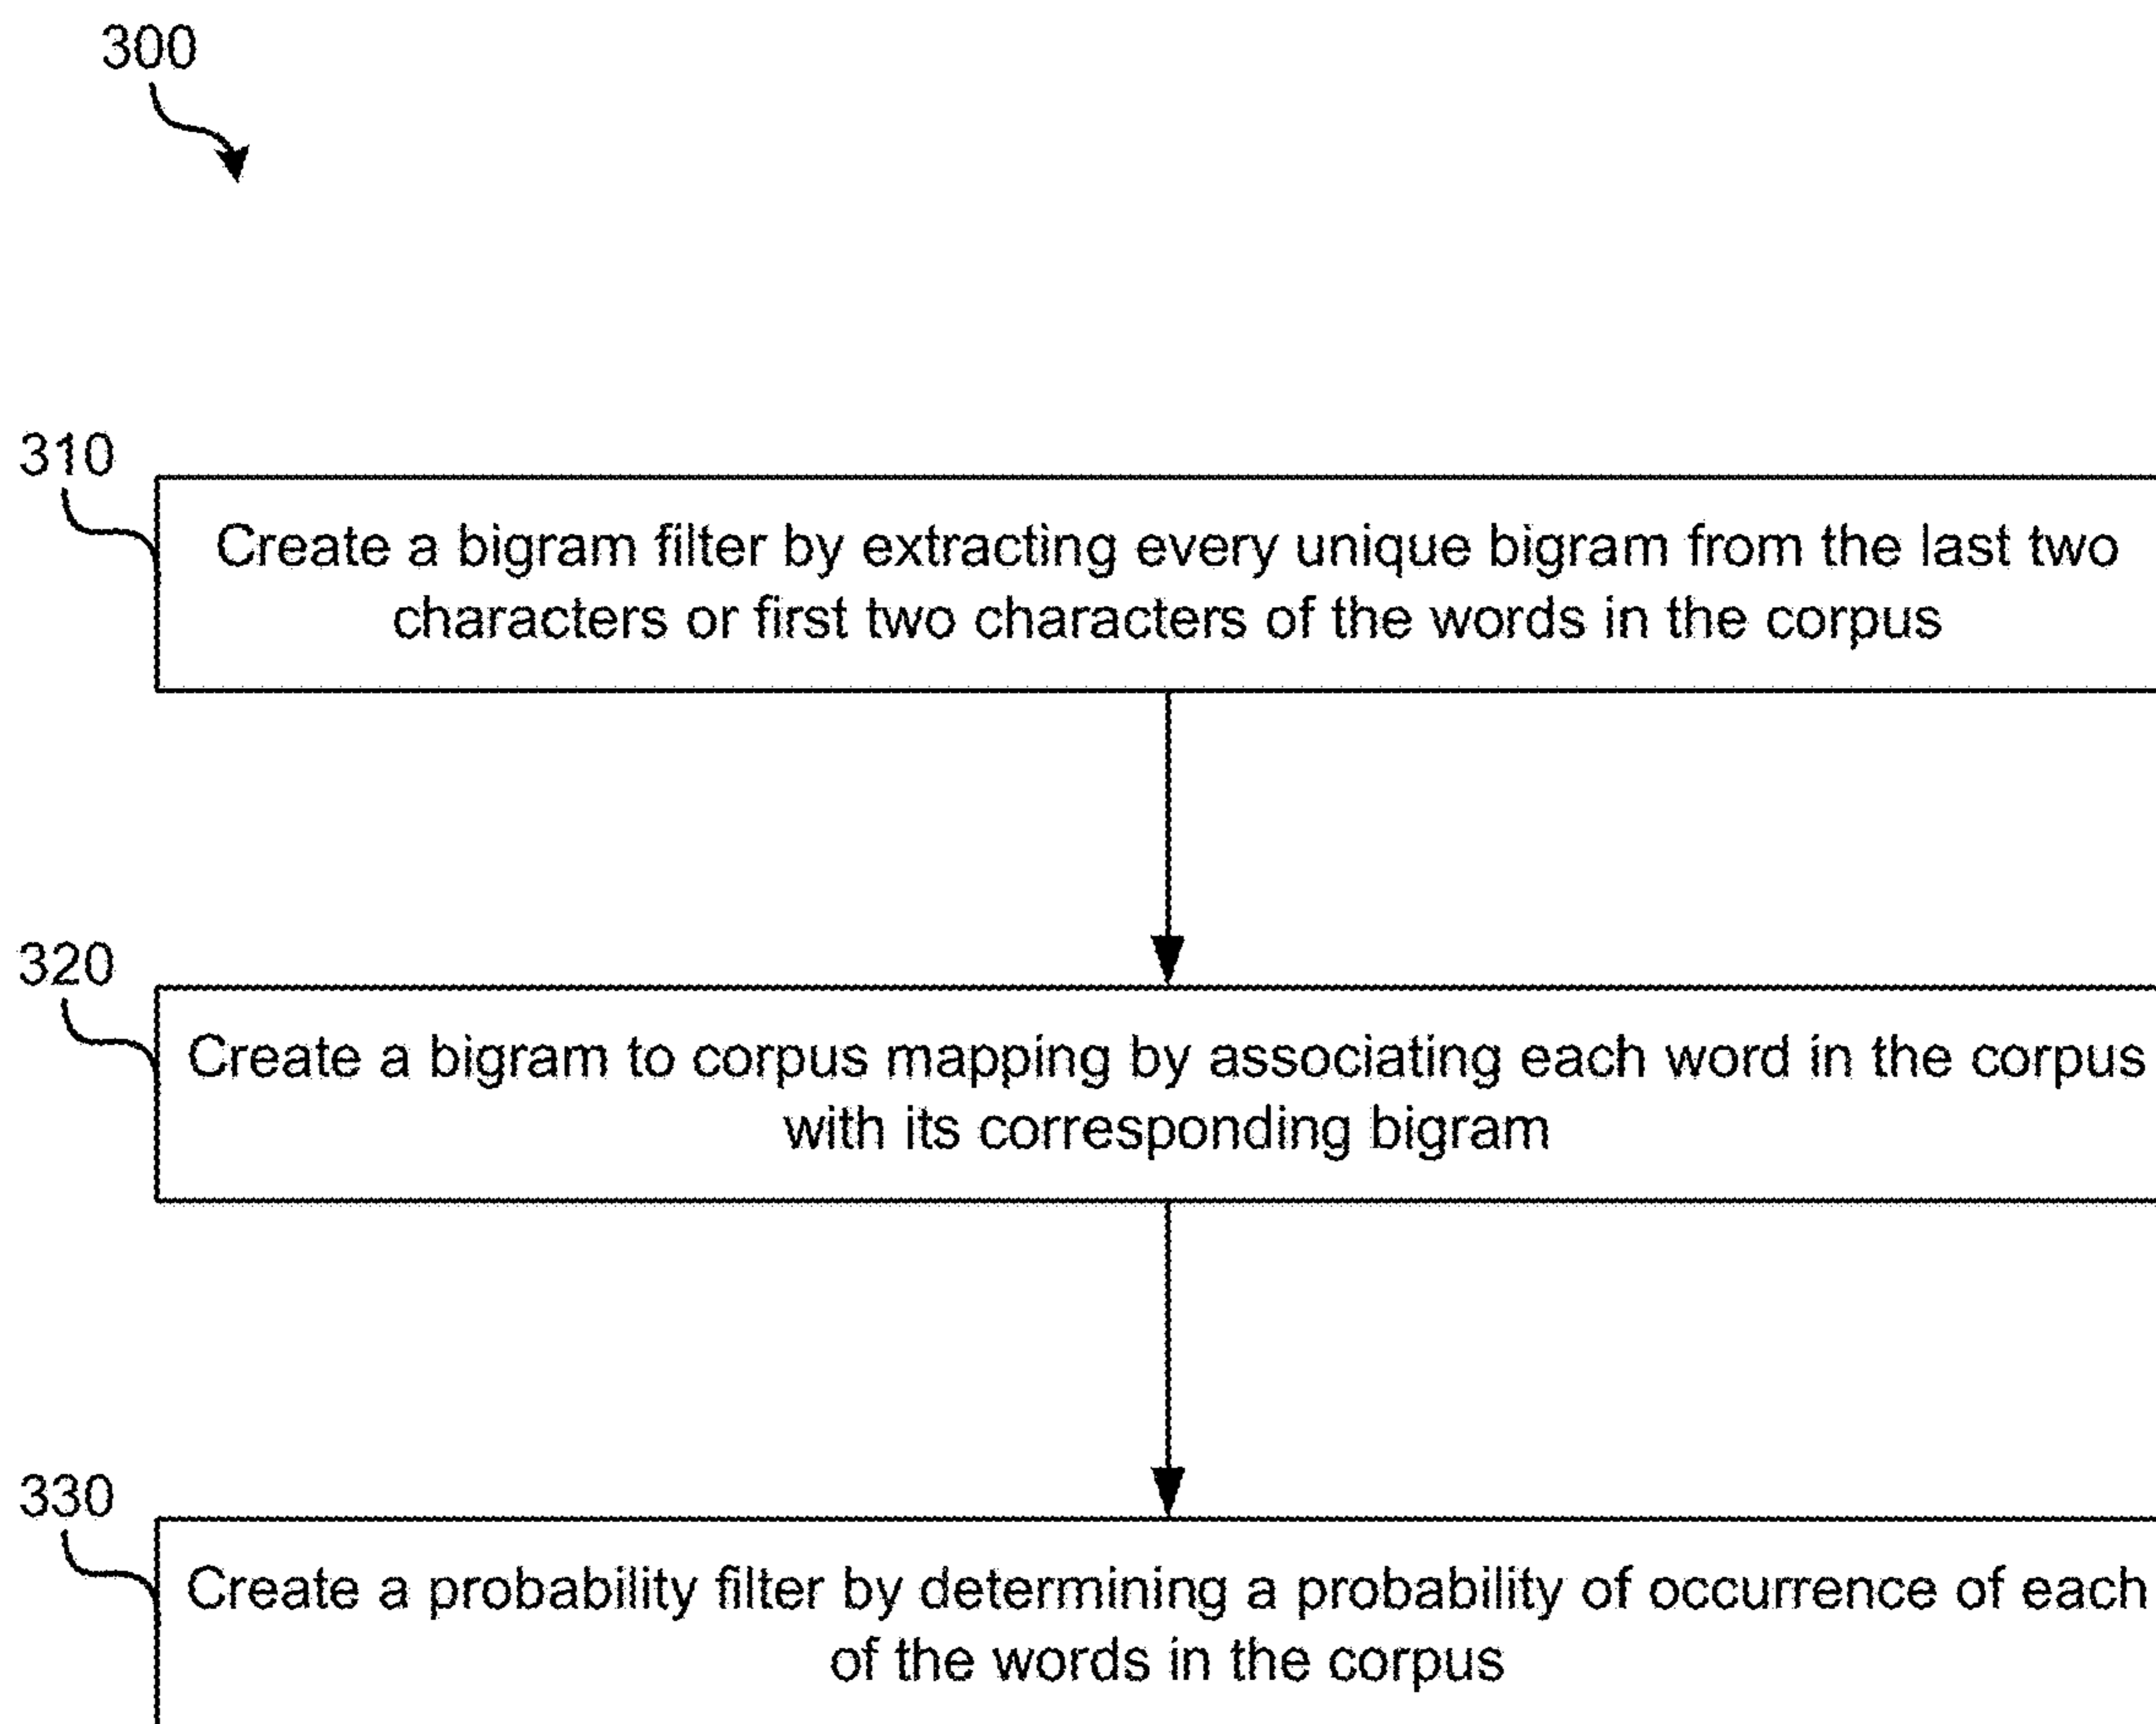 300
310
Create a bigram filter by extracting every unique bigram from the last two
characters or first two characters of the words in the corpus
320
Create a bigram to corpus mapping by associating each word in the corpus
with its corresponding bigram
330
Create a probability filter by determining a probability of occurrence of each
of the words in the corpus